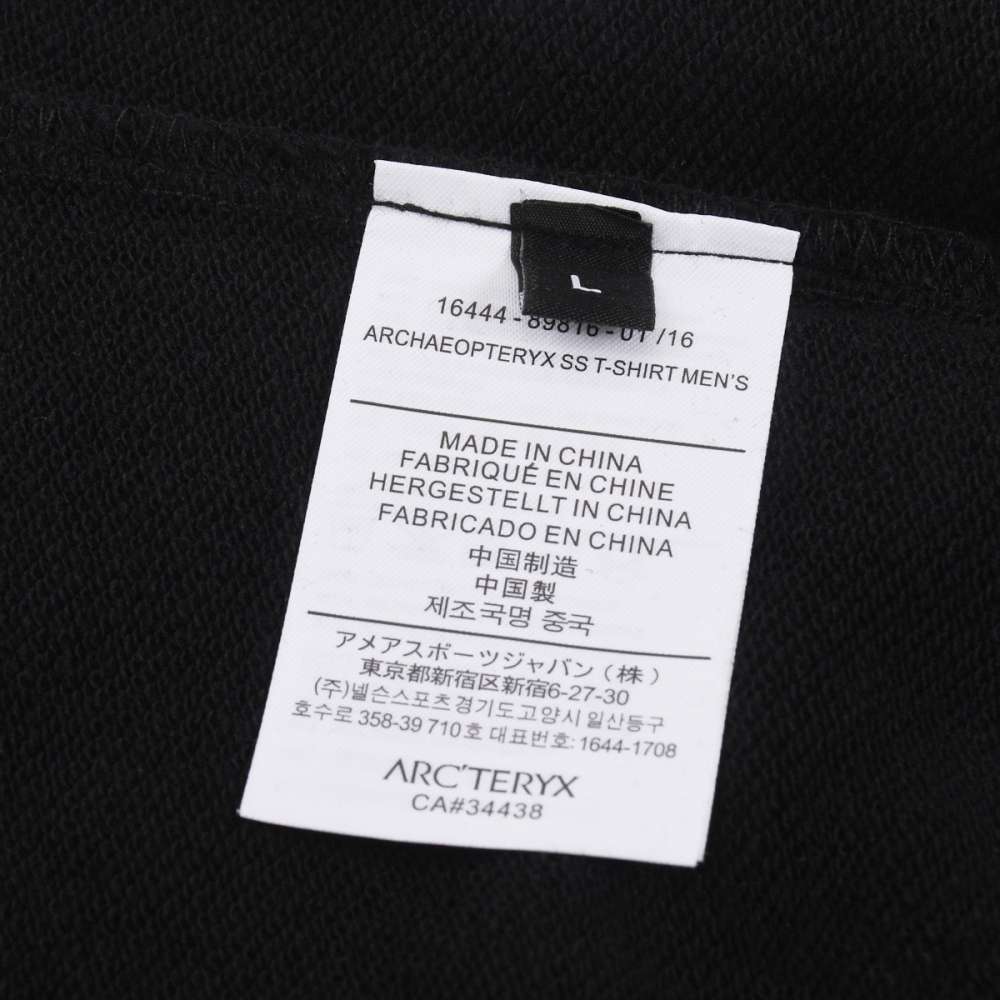 L
16444 - 89816 - 01 /16
ARCHAEOPTERYX SS T-SHIRT MEN'S
MADE IN CHINA
FABRIQUÉ EN CHINE
HERGESTELLT IN CHINA
FABRICADO EN CHINA
中国制造
中国製
제조국명 중국
アメアスポーツジャパン（株）
東京都新宿区新宿6-27-30
(주)넬슨스포츠경기도고양시일산동구
호수로 358-39 710호 대표번호: 1644-1708
ARC'TERYX
CA#34438